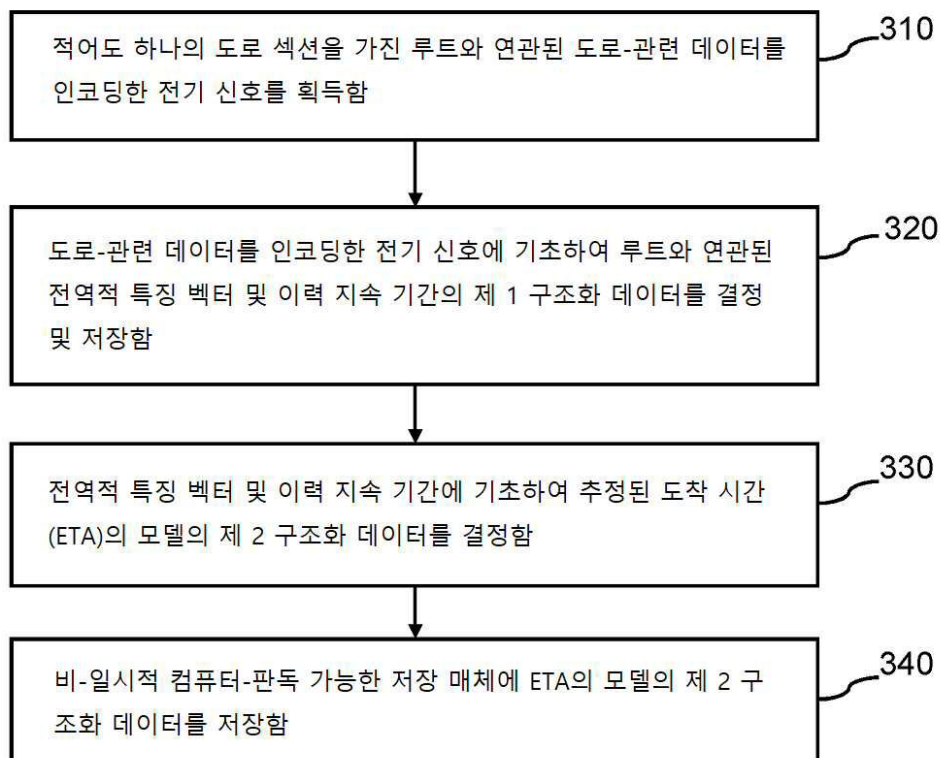 적어도 하나의 도로 섹션을 가진 루트와 연관된 도로-관련 데이터를
인코딩한 전기 신호를 획득함
310
도로-관련 데이터를 인코딩한 전기 신호에 기초하여 루트와 연관된
전역적 특징 벡터 및 이력 지속 기간의 제 1 구조화 데이터를 결정
및 저장함
320
전역적 특징 벡터 및 이력 지속 기간에 기초하여 추정된 도착 시간
(ETA)의 모델의 제 2 구조화 데이터를 결정함
330
비-일시적 컴퓨터-판독 가능한 저장 매체에 ETA의 모델의 제 2 구
조화 데이터를 저장함
340